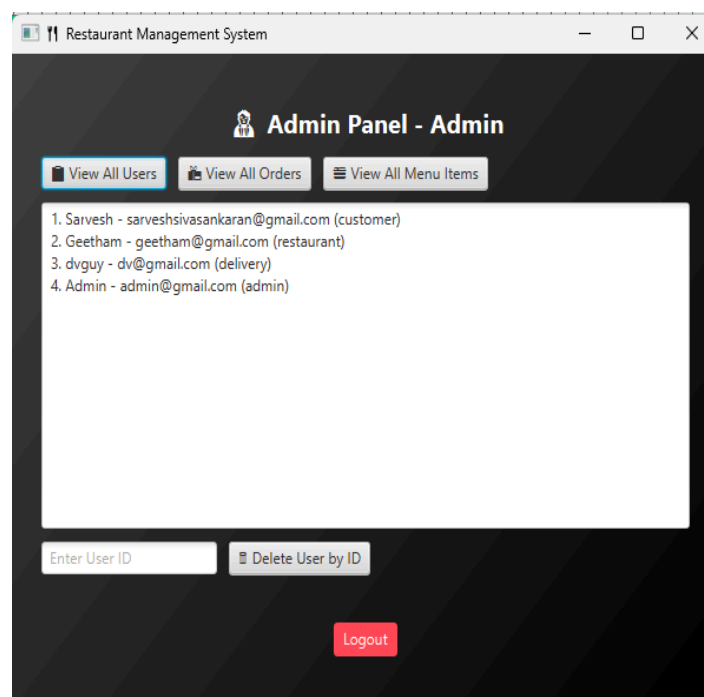 Restaurant Management System
Admin Panel - Admin
View All Users View All Orders View All Menu Items
1. Sarvesh - sarveshsivasankaran@gmail.com (customer)
2. Geetham - geetham@gmail.com (restaurant)
3. dvguy - dv@gmail.com (delivery)
4. Admin - admin@gmail.com (admin)
Enter User ID Delete User by ID
Logout